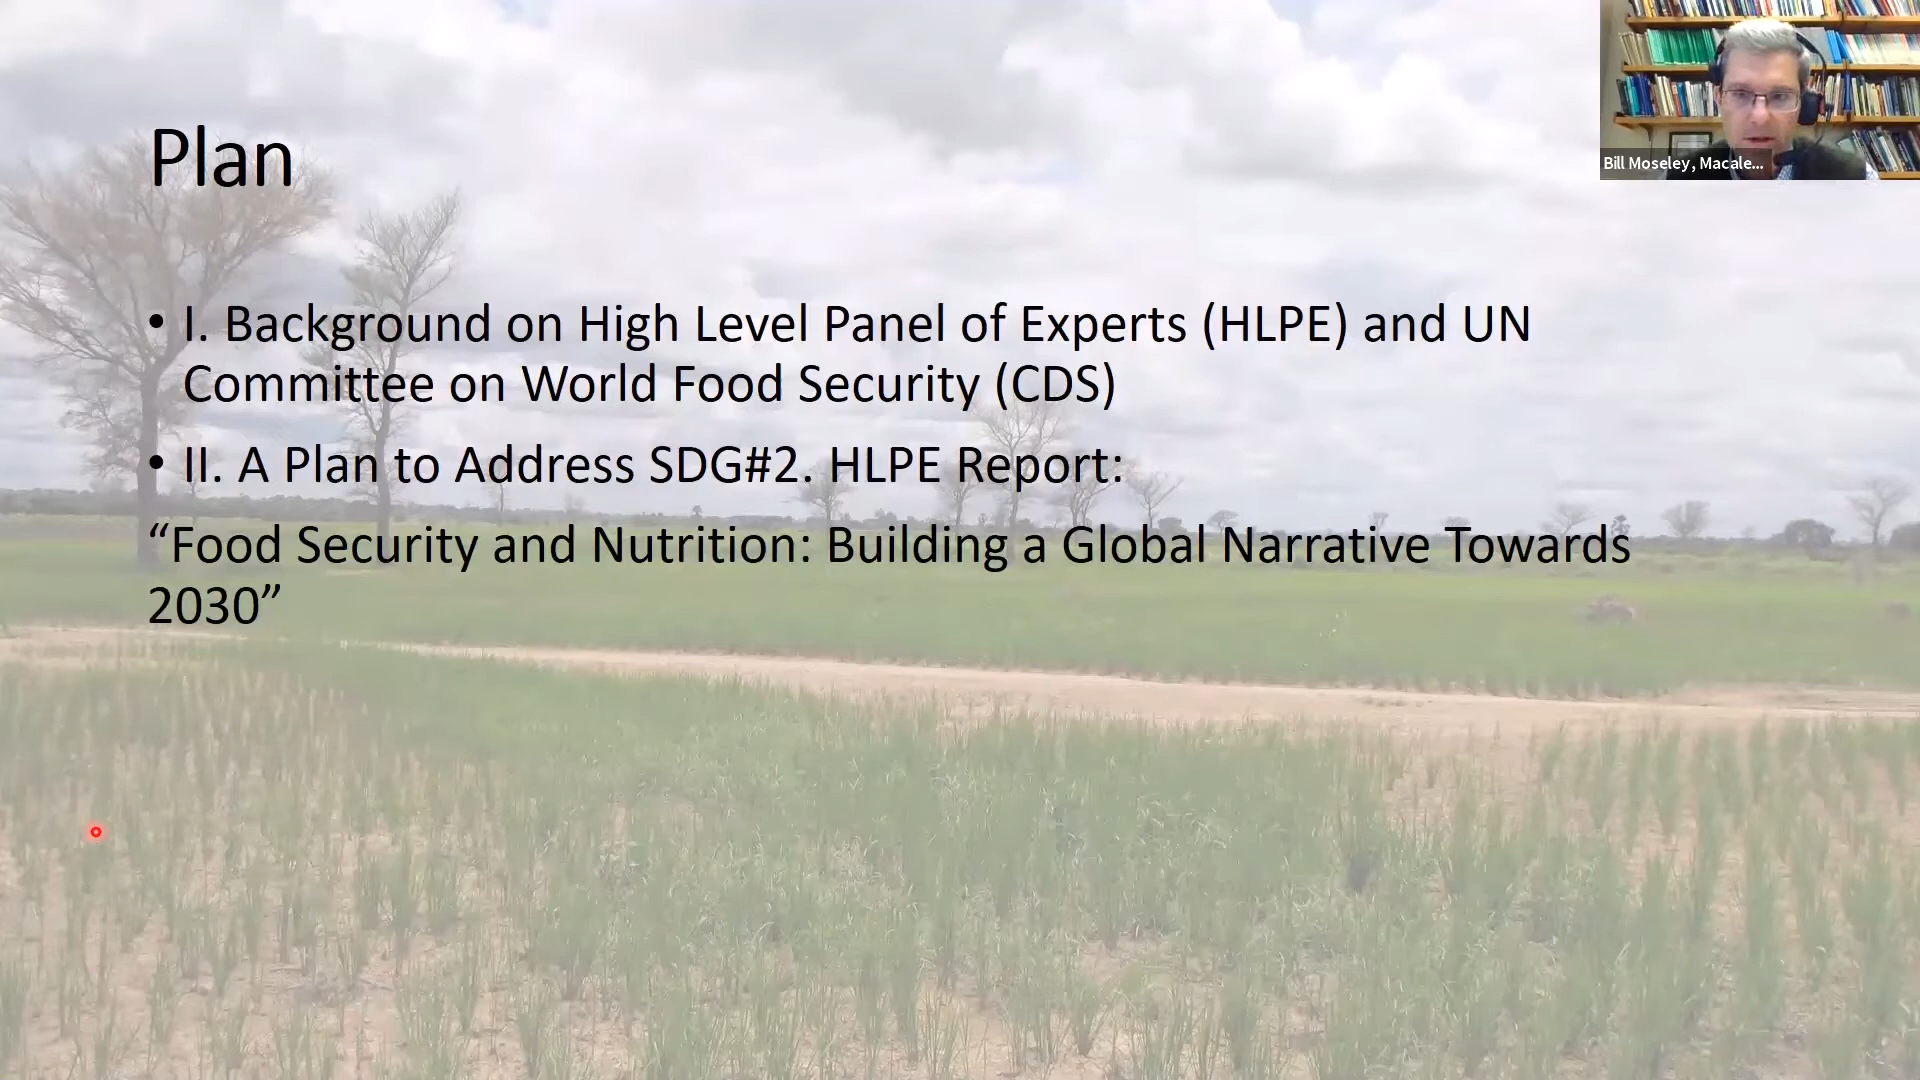 Plan
• I. Background on High Level Panel of Experts (HLPE) and UN
Committee on World Food Security (CDS)
• II. A Plan to Address SDG#2. HLPE Report:
“Food Security and Nutrition: Building a Global Narrative Towards
2030”
Bill Moseley, Macale...